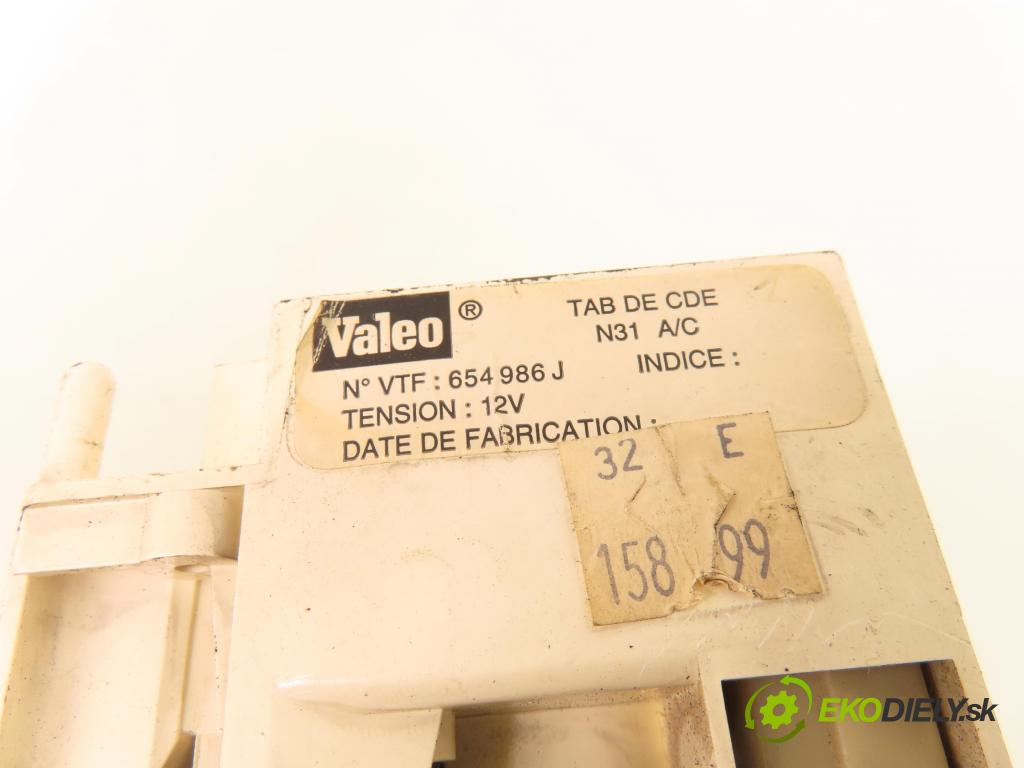 Valeo ®
TAB DE CDE
N31 A/C
N° VTF : 654 986 J
INDICE :
TENSION : 12V
DATE DE FABRICATION :
32 E
158 99
EKODIELY.sk